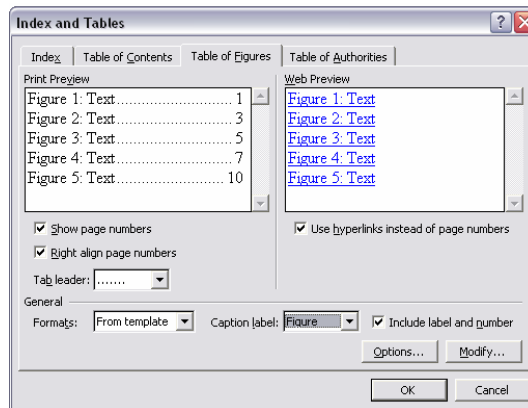 Index and Tables
Index Table of Contents Table of Figures Table of Authorities
Print Preview
Figure 1: Text.................... 1
Figure 2: Text.................... 3
Figure 3: Text.................... 5
Figure 4: Text.................... 7
Figure 5: Text.................... 10
Web Preview
Figure 1: Text
Figure 2: Text
Figure 3: Text
Figure 4: Text
Figure 5: Text
Show page numbers
Right align page numbers
Tab leader: .......
Use hyperlinks instead of page numbers
General
Formats: From template Caption label: Figure Include label and number
Options... Modify...
OK Cancel